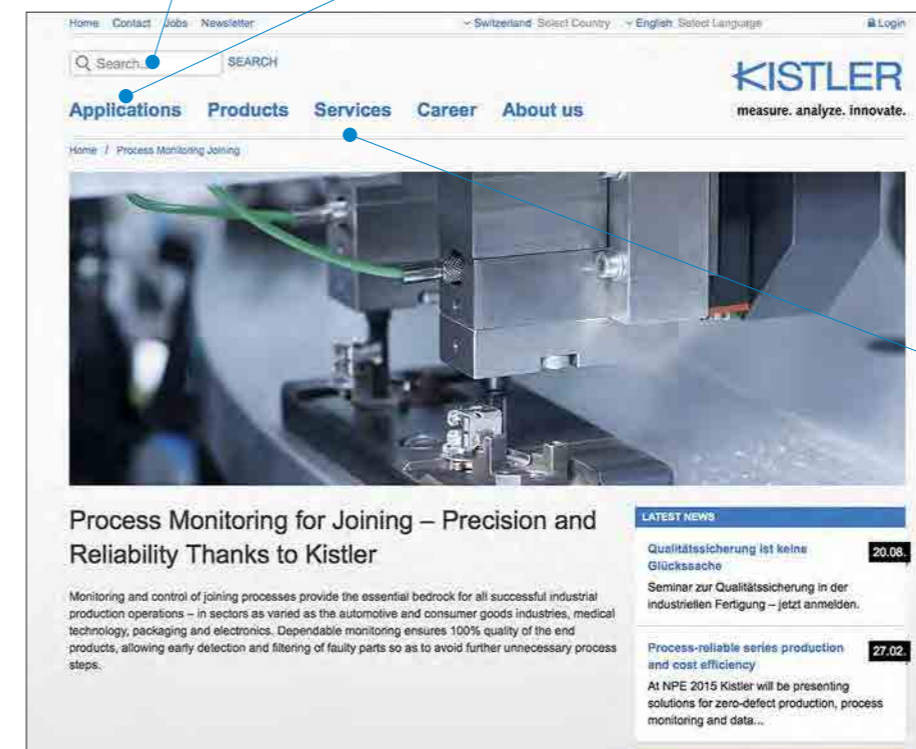 Home Contact Jobs Newsletter
Switzerland Select Country English Select Language Login
Search... SEARCH
KISTLER
measure. analyze. innovate.
Applications Products Services Career About us
Home / Process Monitoring Joining
Process Monitoring for Joining – Precision and
Reliability Thanks to Kistler
Monitoring and control of joining processes provide the essential bedrock for all successful industrial
production operations – in sectors as varied as the automotive and consumer goods industries, medical
technology, packaging and electronics. Dependable monitoring ensures 100% quality of the end
products, allowing early detection and filtering of faulty parts so as to avoid further unnecessary process
steps.
LATEST NEWS
Qualitätssicherung ist keine 20.08.
Glückssache
Seminar zur Qualitätssicherung in der
industriellen Fertigung – jetzt anmelden.
Process-reliable series production 27.02.
and cost efficiency
At NPE 2015 Kistler will be presenting
solutions for zero-defect production, process
monitoring and data...